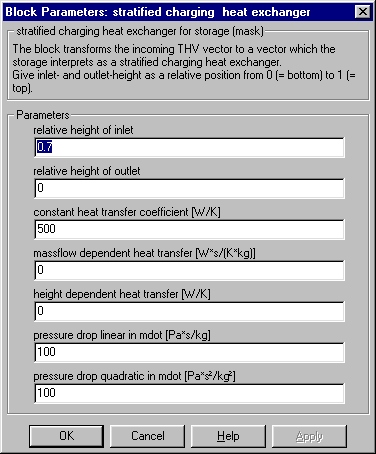 Block Parameters: stratified charging  heat exchanger
stratified charging heat exchanger for storage (mask)
The block transforms the incoming THV vector to a vector which the
storage interprets as a stratified charging heat exchanger.
Give inlet- and outlet-height as a relative position from 0 (= bottom) to 1 (=
top).
Parameters
relative height of inlet
0.7
relative height of outlet
0
constant heat transfer coefficient [W/K]
500
massflow dependent heat transfer [W*s/(K*kg)]
0
height dependent heat transfer [W/K]
0
pressure drop linear in mdot [Pa*s/kg]
100
pressure drop quadratic in mdot [Pa*s²/kg²]
100
OK Cancel Help Apply